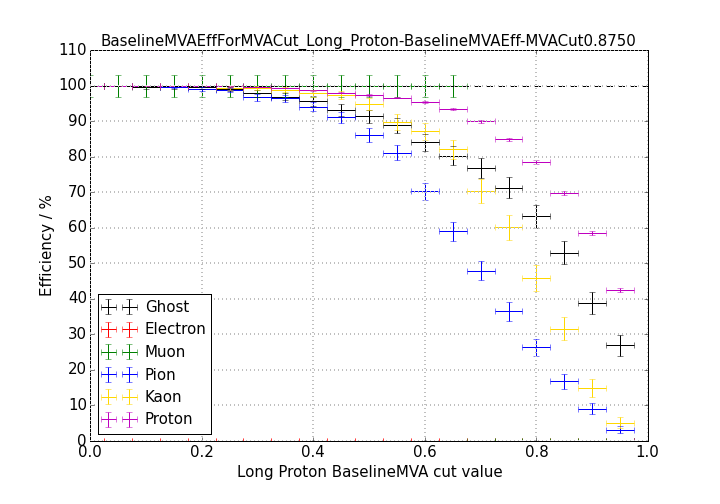 BaselineMVAEffForMVACut_Long_Proton-BaselineMVAEff-MVACut0.8750
110
100
90
80
70
60
50
40
30
20
10
0
Efficiency / %
Ghost
Electron
Muon
Pion
Kaon
Proton
0.0 0.2 0.4 0.6 0.8 1.0
Long Proton BaselineMVA cut value